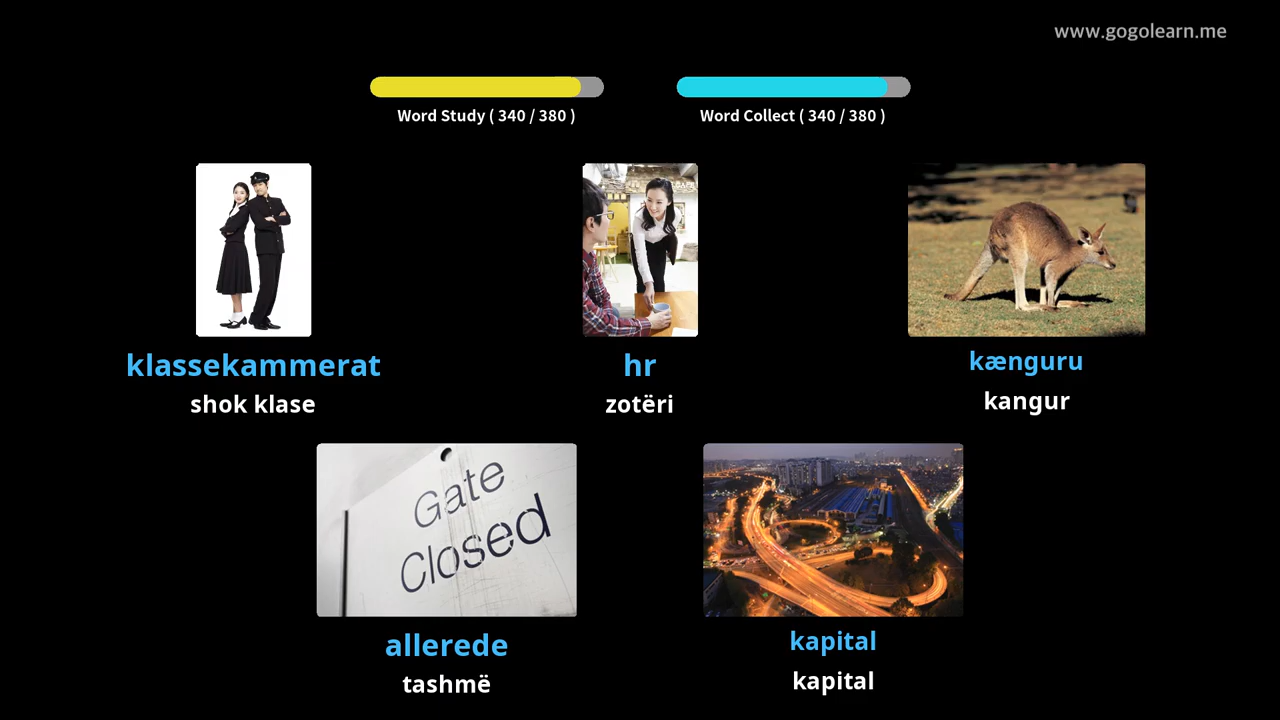 www.gogolearn.me
Word Study ( 340 / 380 )
Word Collect ( 340 / 380 )
klassekammerat
shok klase
hr
zotëri
kænguru
kangur
Gate
Closed
allerede
tashmë
kapital
kapital